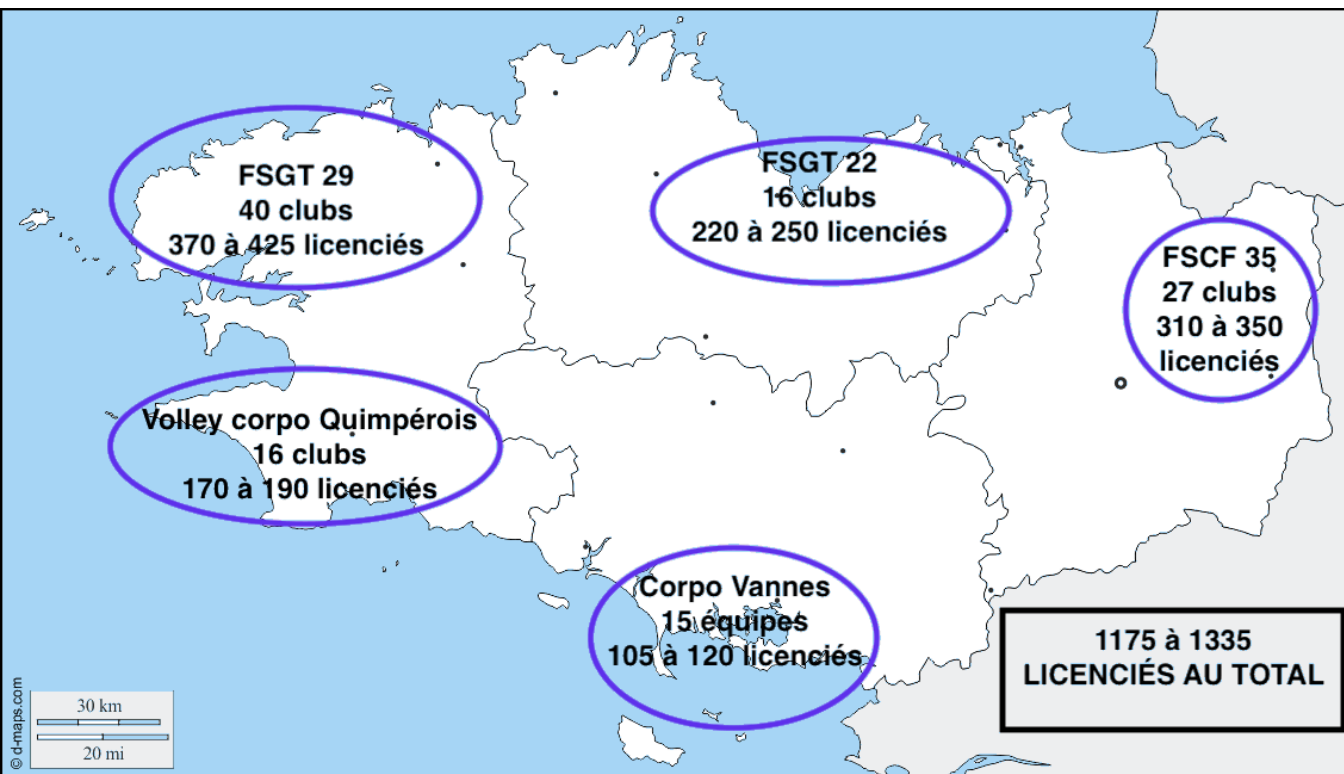 FSGT 29
40 clubs
370 à 425 licenciés
FSGT 22
16 clubs
220 à 250 licenciés
FSCF 35
27 clubs
310 à 350
licenciés
Volley corpo Quimpérois
16 clubs
170 à 190 licenciés
Corpo Vannes
15 équipes
105 à 120 licenciés
1175 à 1335
LICENCIÉS AU TOTAL
30 km
20 mi
© d-maps.com